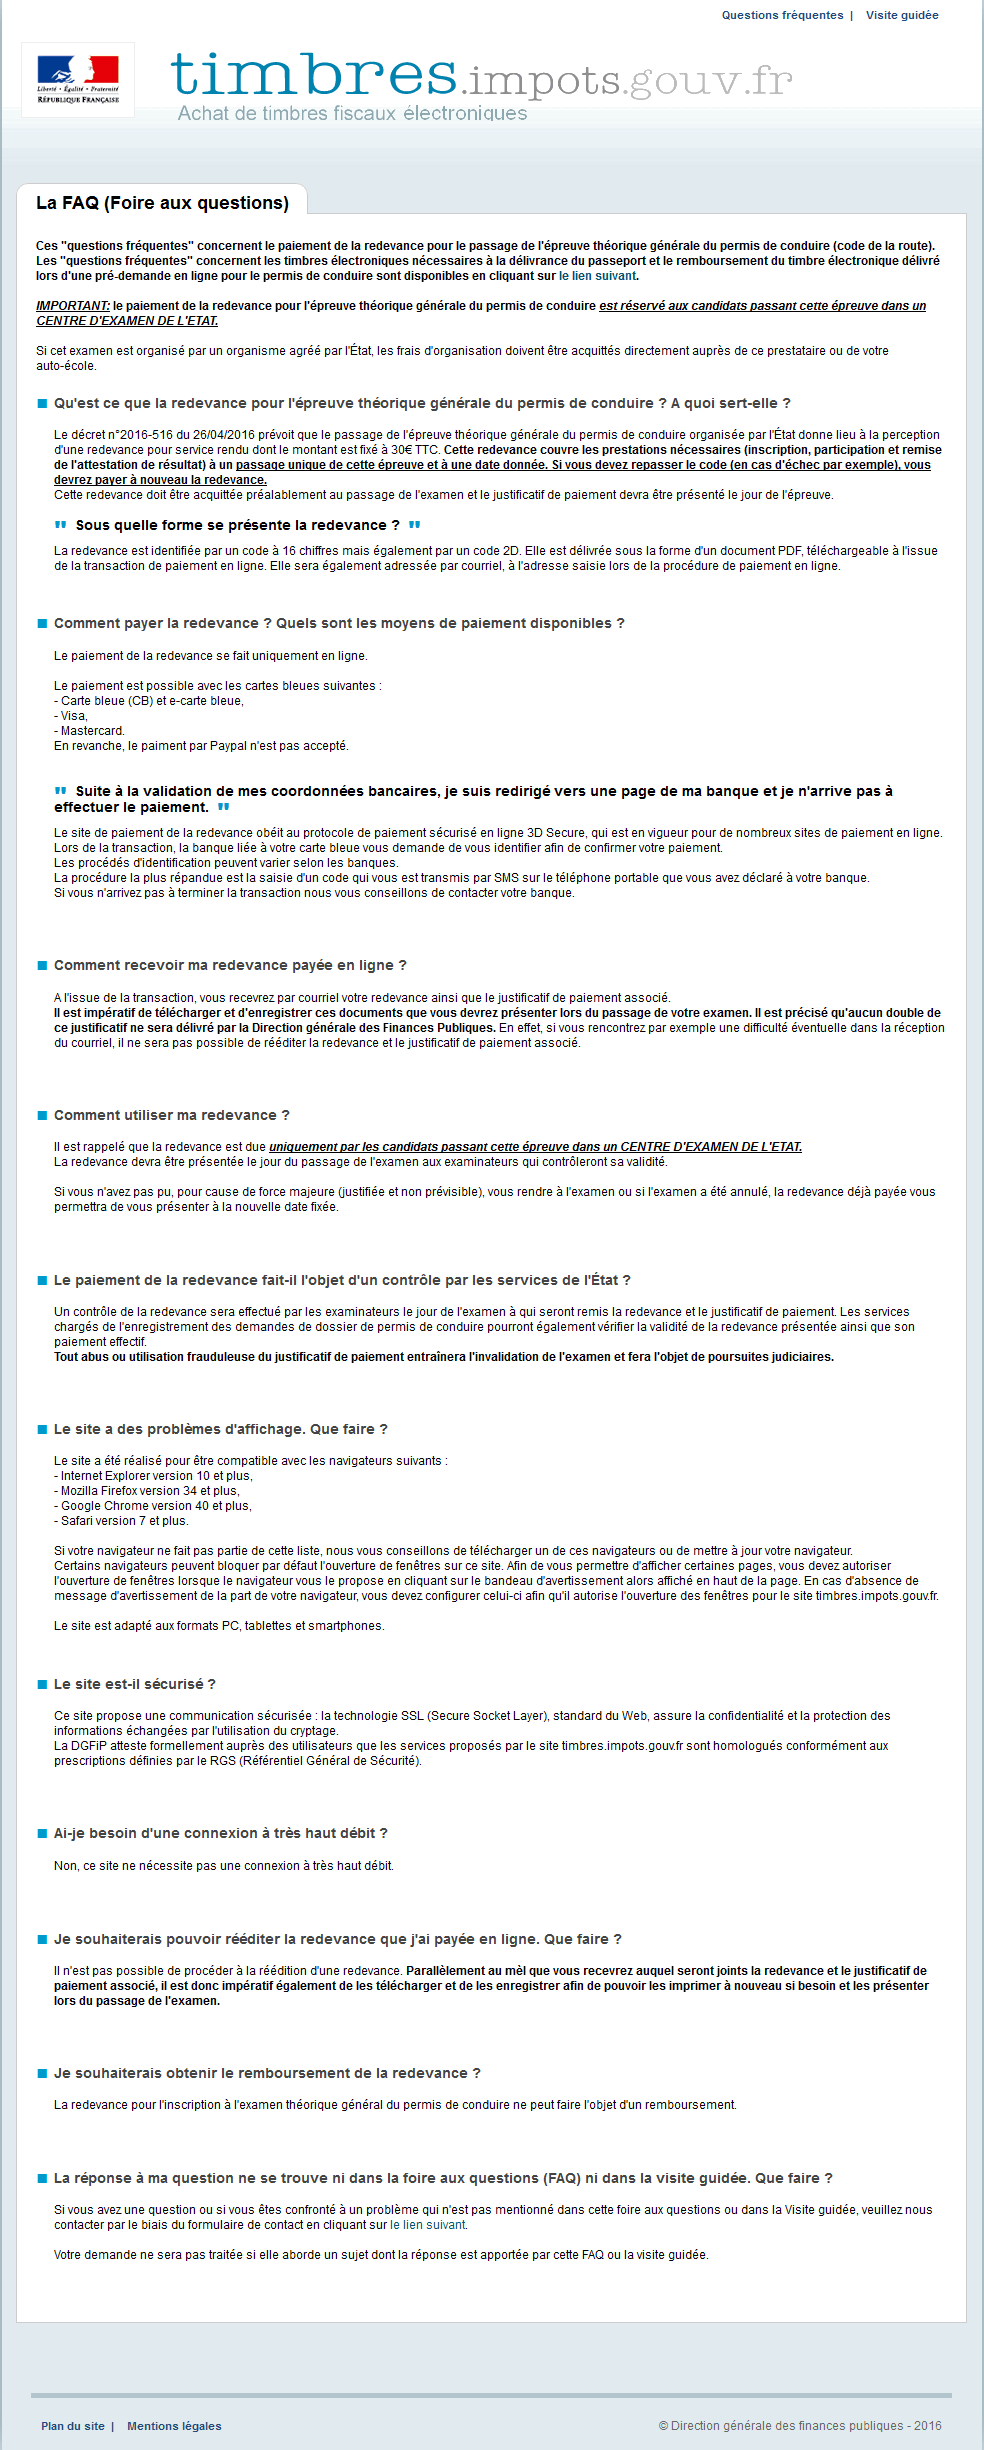 Questions fréquentes | Visite guidée
Liberté • Égalité • Fraternité
RÉPUBLIQUE FRANÇAISE
timbres.impots.gouv.fr
Achat de timbres fiscaux électroniques
La FAQ (Foire aux questions)
Ces "questions fréquentes" concernent le paiement de la redevance pour le passage de l'épreuve théorique générale du permis de conduire (code de la route).
Les "questions fréquentes" concernent les timbres électroniques nécessaires à la délivrance du passeport et le remboursement du timbre électronique délivré
lors d'une pré-demande en ligne pour le permis de conduire sont disponibles en cliquant sur le lien suivant.
IMPORTANT: le paiement de la redevance pour l'épreuve théorique générale du permis de conduire est réservé aux candidats passant cette épreuve dans un
CENTRE D'EXAMEN DE L'ETAT.
Si cet examen est organisé par un organisme agréé par l'État, les frais d'organisation doivent être acquittés directement auprès de ce prestataire ou de votre
auto-école.
Qu'est ce que la redevance pour l'épreuve théorique générale du permis de conduire ? A quoi sert-elle ?
Le décret n°2016-516 du 26/04/2016 prévoit que le passage de l'épreuve théorique générale du permis de conduire organisée par l'État donne lieu à la perception
d'une redevance pour service rendu dont le montant est fixé à 30€ TTC. Cette redevance couvre les prestations nécessaires (inscription, participation et remise
de l'attestation de résultat) à un passage unique de cette épreuve et à une date donnée. Si vous devez repasser le code (en cas d'échec par exemple), vous
devrez payer à nouveau la redevance.
Cette redevance doit être acquittée préalablement au passage de l'examen et le justificatif de paiement devra être présenté le jour de l'épreuve.
" Sous quelle forme se présente la redevance ? "
La redevance est identifiée par un code à 16 chiffres mais également par un code 2D. Elle est délivrée sous la forme d'un document PDF, téléchargeable à l'issue
de la transaction de paiement en ligne. Elle sera également adressée par courriel, à l'adresse saisie lors de la procédure de paiement en ligne.
Comment payer la redevance ? Quels sont les moyens de paiement disponibles ?
Le paiement de la redevance se fait uniquement en ligne.
Le paiement est possible avec les cartes bleues suivantes :
- Carte bleue (CB) et e-carte bleue,
- Visa,
- Mastercard.
En revanche, le paiment par Paypal n'est pas accepté.
" Suite à la validation de mes coordonnées bancaires, je suis redirigé vers une page de ma banque et je n'arrive pas à
effectuer le paiement. "
Le site de paiement de la redevance obéit au protocole de paiement sécurisé en ligne 3D Secure, qui est en vigueur pour de nombreux sites de paiement en ligne.
Lors de la transaction, la banque liée à votre carte bleue vous demande de vous identifier afin de confirmer votre paiement.
Les procédés d'identification peuvent varier selon les banques.
La procédure la plus répandue est la saisie d'un code qui vous est transmis par SMS sur le téléphone portable que vous avez déclaré à votre banque.
Si vous n'arrivez pas à terminer la transaction nous vous conseillons de contacter votre banque.
Comment recevoir ma redevance payée en ligne ?
A l'issue de la transaction, vous recevrez par courriel votre redevance ainsi que le justificatif de paiement associé.
Il est impératif de télécharger et d'enregistrer ces documents que vous devrez présenter lors du passage de votre examen. Il est précisé qu'aucun double de
ce justificatif ne sera délivré par la Direction générale des Finances Publiques. En effet, si vous rencontrez par exemple une difficulté éventuelle dans la réception
du courriel, il ne sera pas possible de rééditer la redevance et le justificatif de paiement associé.
Comment utiliser ma redevance ?
Il est rappelé que la redevance est due uniquement par les candidats passant cette épreuve dans un CENTRE D'EXAMEN DE L'ETAT.
La redevance devra être présentée le jour du passage de l'examen aux examinateurs qui contrôleront sa validité.
Si vous n'avez pas pu, pour cause de force majeure (justifiée et non prévisible), vous rendre à l'examen ou si l'examen a été annulé, la redevance déjà payée vous
permettra de vous présenter à la nouvelle date fixée.
Le paiement de la redevance fait-il l'objet d'un contrôle par les services de l'État ?
Un contrôle de la redevance sera effectué par les examinateurs le jour de l'examen à qui seront remis la redevance et le justificatif de paiement. Les services
chargés de l'enregistrement des demandes de dossier de permis de conduire pourront également vérifier la validité de la redevance présentée ainsi que son
paiement effectif.
Tout abus ou utilisation frauduleuse du justificatif de paiement entraînera l'invalidation de l'examen et fera l'objet de poursuites judiciaires.
Le site a des problèmes d'affichage. Que faire ?
Le site a été réalisé pour être compatible avec les navigateurs suivants :
- Internet Explorer version 10 et plus,
- Mozilla Firefox version 34 et plus,
- Google Chrome version 40 et plus,
- Safari version 7 et plus.
Si votre navigateur ne fait pas partie de cette liste, nous vous conseillons de télécharger un de ces navigateurs ou de mettre à jour votre navigateur.
Certains navigateurs peuvent bloquer par défaut l'ouverture de fenêtres sur ce site. Afin de vous permettre d'afficher certaines pages, vous devez autoriser
l'ouverture de fenêtres lorsque le navigateur vous le propose en cliquant sur le bandeau d'avertissement alors affiché en haut de la page. En cas d'absence de
message d'avertissement de la part de votre navigateur, vous devez configurer celui-ci afin qu'il autorise l'ouverture des fenêtres pour le site timbres.impots.gouv.fr.
Le site est adapté aux formats PC, tablettes et smartphones.
Le site est-il sécurisé ?
Ce site propose une communication sécurisée : la technologie SSL (Secure Socket Layer), standard du Web, assure la confidentialité et la protection des
informations échangées par l'utilisation du cryptage.
La DGFiP atteste formellement auprès des utilisateurs que les services proposés par le site timbres.impots.gouv.fr sont homologués conformément aux
prescriptions définies par le RGS (Référentiel Général de Sécurité).
Ai-je besoin d'une connexion à très haut débit ?
Non, ce site ne nécessite pas une connexion à très haut débit.
Je souhaiterais pouvoir rééditer la redevance que j'ai payée en ligne. Que faire ?
Il n'est pas possible de procéder à la réédition d'une redevance. Parallèlement au mèl que vous recevrez auquel seront joints la redevance et le justificatif de
paiement associé, il est donc impératif également de les télécharger et de les enregistrer afin de pouvoir les imprimer à nouveau si besoin et les présenter
lors du passage de l'examen.
Je souhaiterais obtenir le remboursement de la redevance ?
La redevance pour l'inscription à l'examen théorique général du permis de conduire ne peut faire l'objet d'un remboursement.
La réponse à ma question ne se trouve ni dans la foire aux questions (FAQ) ni dans la visite guidée. Que faire ?
Si vous avez une question ou si vous êtes confronté à un problème qui n'est pas mentionné dans cette foire aux questions ou dans la Visite guidée, veuillez nous
contacter par le biais du formulaire de contact en cliquant sur le lien suivant.
Votre demande ne sera pas traitée si elle aborde un sujet dont la réponse est apportée par cette FAQ ou la visite guidée.
Plan du site | Mentions légales
© Direction générale des finances publiques - 2016